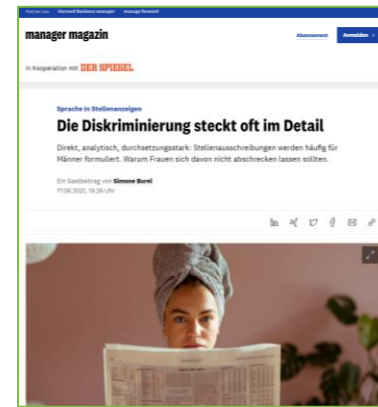 Partner von Harvard Business manager manage forward
manager magazin
Abonnement
Anmelden >
In Kooperation mit DER SPIEGEL
Sprache in Stellenanzeigen
Die Diskriminierung steckt oft im Detail
Direkt, analytisch, durchsetzungsstark: Stellenausschreibungen werden häufig für
Männer formuliert. Warum Frauen sich davon nicht abschrecken lassen sollten.
Ein Gastbeitrag von Simone Burel
17.06.2021, 19.26 Uhr